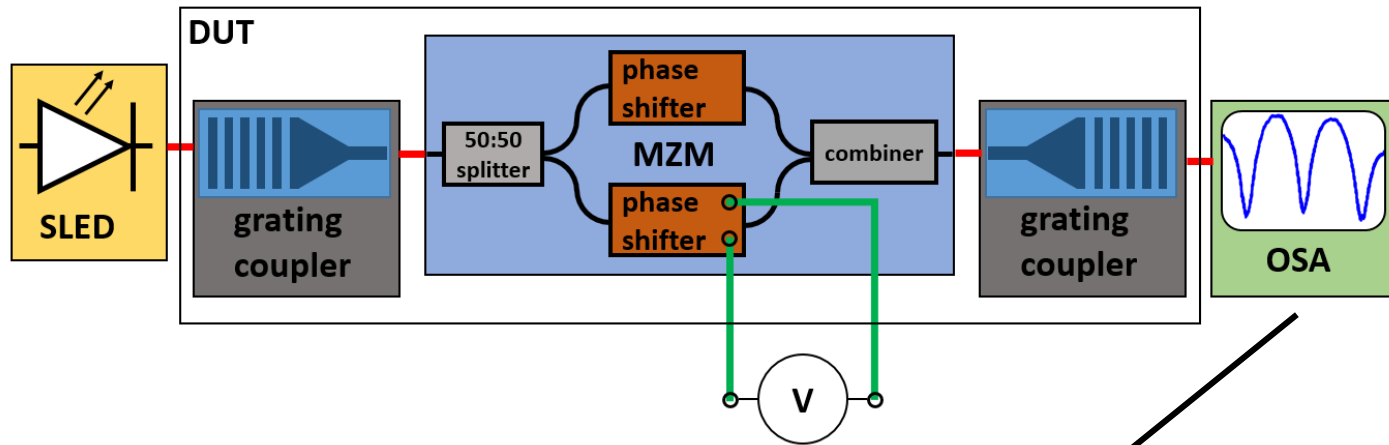 DUT
SLED
grating
coupler
50:50
splitter
phase
shifter
MZM
phase
shifter
combiner
grating
coupler
OSA
V